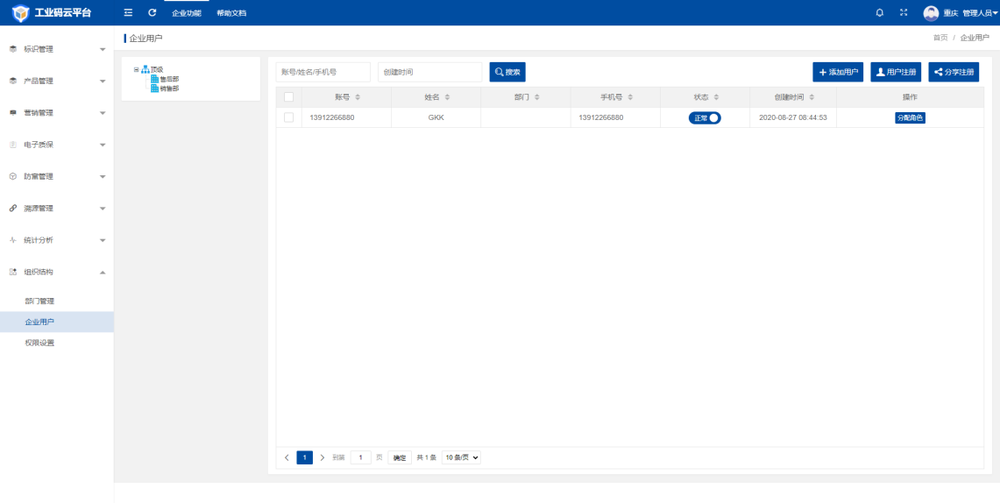 工业码云平台
企业功能 帮助文档
重庆 管理人员
标识管理
产品管理
营销管理
电子质保
防窜管理
溯源管理
统计分析
组织结构
部门管理
企业用户
权限设置
企业用户
首页 / 企业用户
顶级
售后部
销售部
账号/姓名/手机号 创建时间 搜索 添加用户 用户注册 分享注册
账号 姓名 部门 手机号 状态 创建时间 操作
13912266880 GKK 13912266880 正常 2020-08-27 08:44:53 分配角色
1 到第 1 页 确定 共 1 条 10 条/页